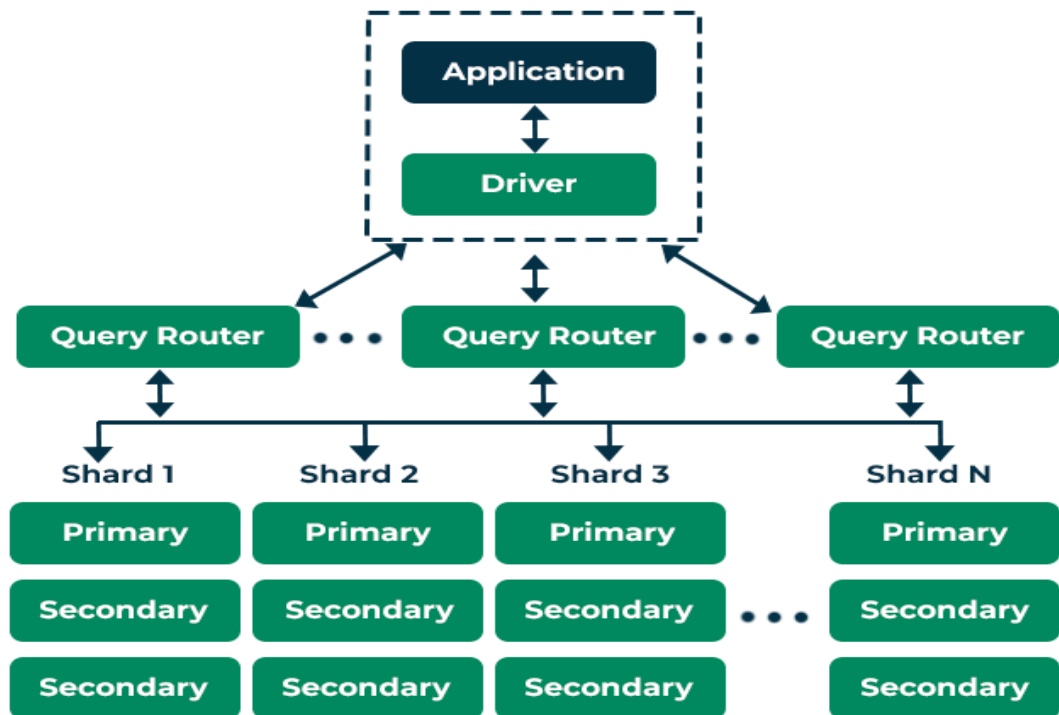 Application
Driver
Query Router
Query Router
Query Router
Shard 1
Shard 2
Shard 3
Shard N
Primary
Primary
Primary
Primary
Secondary
Secondary
Secondary
Secondary
Secondary
Secondary
Secondary
Secondary